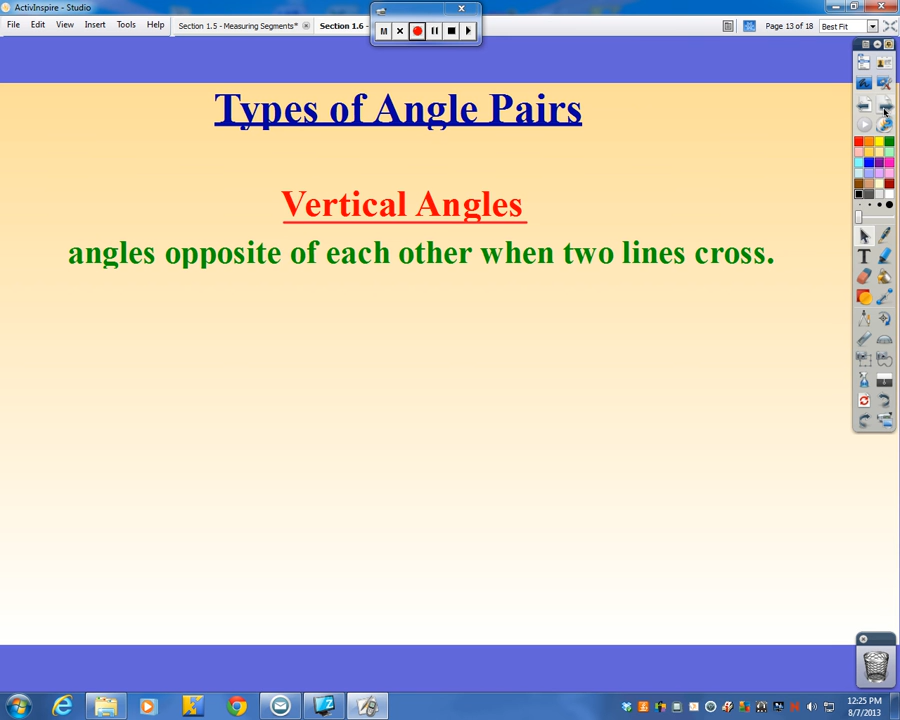 ActivInspire - Studio
File Edit View Insert Tools Help
Section 1.5 - Measuring Segments*
Section 1.6 -
M
Page 13 of 18
Best Fit
Types of Angle Pairs
Vertical Angles
angles opposite of each other when two lines cross.
12:25 PM
8/7/2013